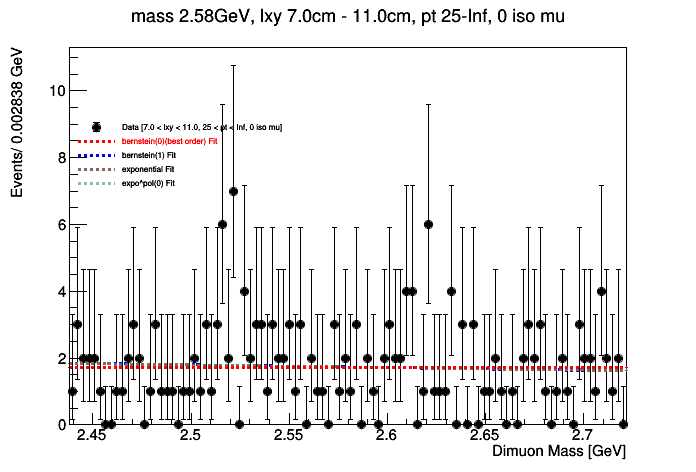 mass 2.58GeV, lxy 7.0cm - 11.0cm, pt 25-Inf, 0 iso mu
Events/ 0.002838 GeV
10
8
6
4
2
0
Data [7.0 < lxy < 11.0, 25 < pt < Inf, 0 iso mu]
bernstein(0)(best order) Fit
bernstein(1) Fit
exponential Fit
expo*pol(0) Fit
2.45 2.5 2.55 2.6 2.65 2.7
Dimuon Mass [GeV]